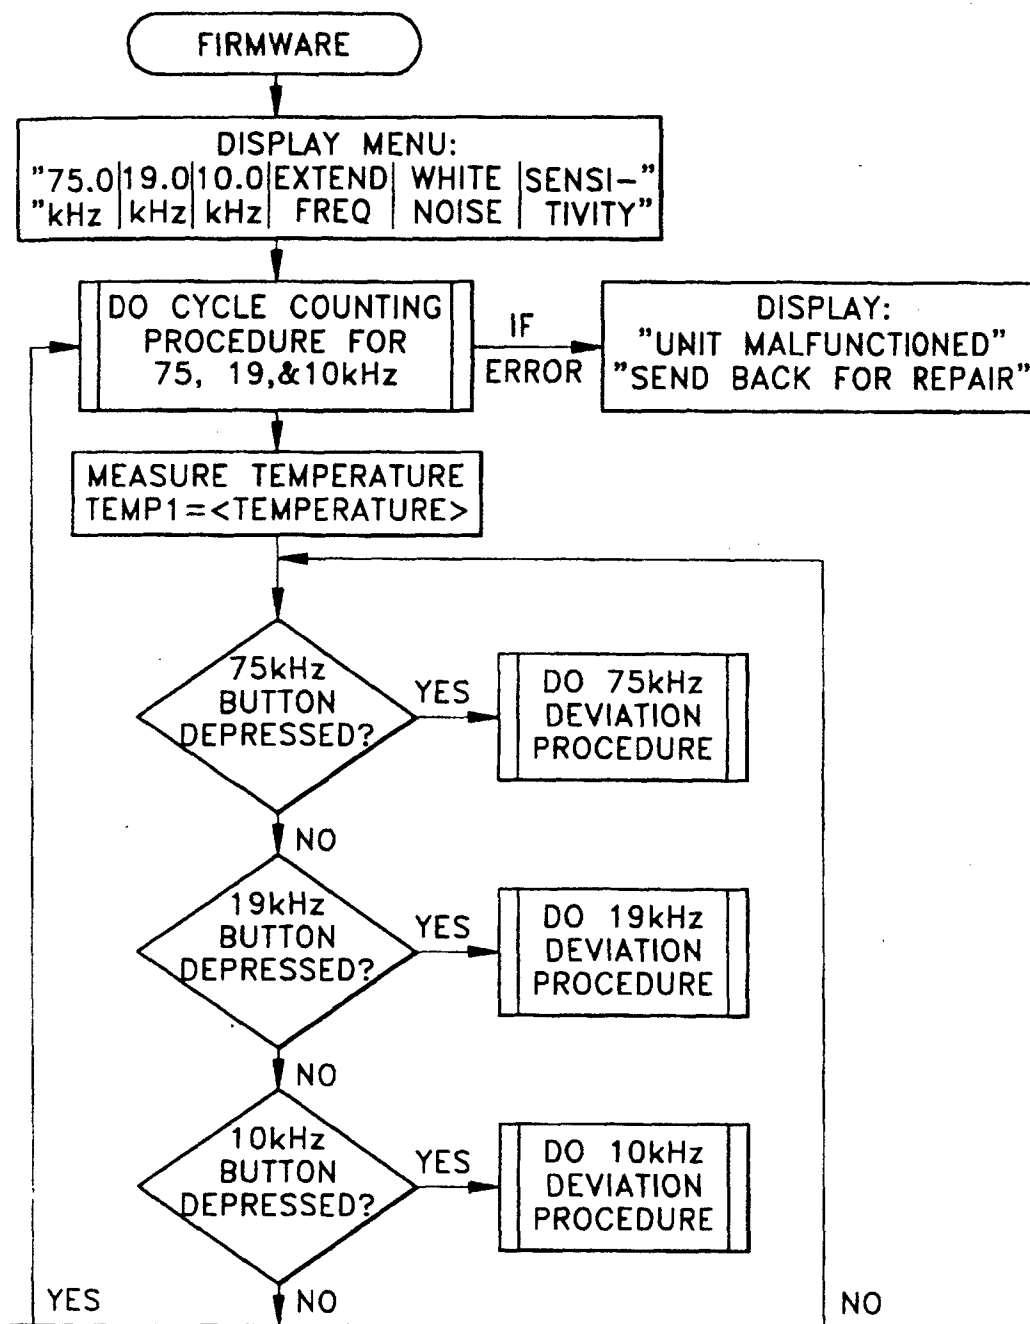 FIRMWARE
DISPLAY MENU:
"75.0|19.0|10.0|EXTEND| WHITE |SENSI-"
"kHz |kHz| kHz| FREQ | NOISE | TIVITY"
DO CYCLE COUNTING
PROCEDURE FOR
75, 19,&10kHz
IF
ERROR
DISPLAY:
"UNIT MALFUNCTIONED"
"SEND BACK FOR REPAIR"
MEASURE TEMPERATURE
TEMP1=<TEMPERATURE>
75kHz
BUTTON
DEPRESSED?
YES
DO 75kHz
DEVIATION
PROCEDURE
NO
19kHz
BUTTON
DEPRESSED?
YES
DO 19kHz
DEVIATION
PROCEDURE
NO
10kHz
BUTTON
DEPRESSED?
YES
DO 10kHz
DEVIATION
PROCEDURE
YES
NO
NO